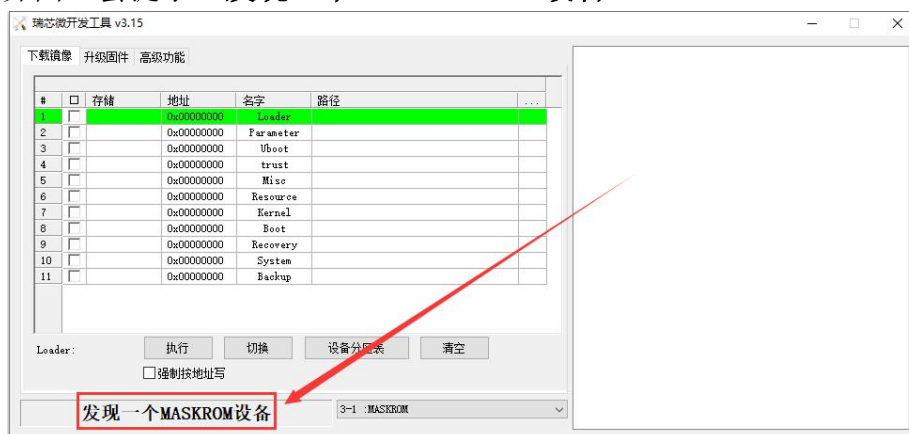 瑞芯微开发工具 v3.15
下载镜像 升级固件 高级功能
# 存储 地址 名字 路径 ...
1 0x00000000 Loader
2 0x00000000 Parameter
3 0x00000000 Uboot
4 0x00000000 trust
5 0x00000000 Misc
6 0x00000000 Resource
7 0x00000000 Kernel
8 0x00000000 Boot
9 0x00000000 Recovery
10 0x00000000 System
11 0x00000000 Backup
Loader: 执行 切换 设备分区表 清空
强制按地址写
发现一个MASKROM设备 3-1 :MASKROM